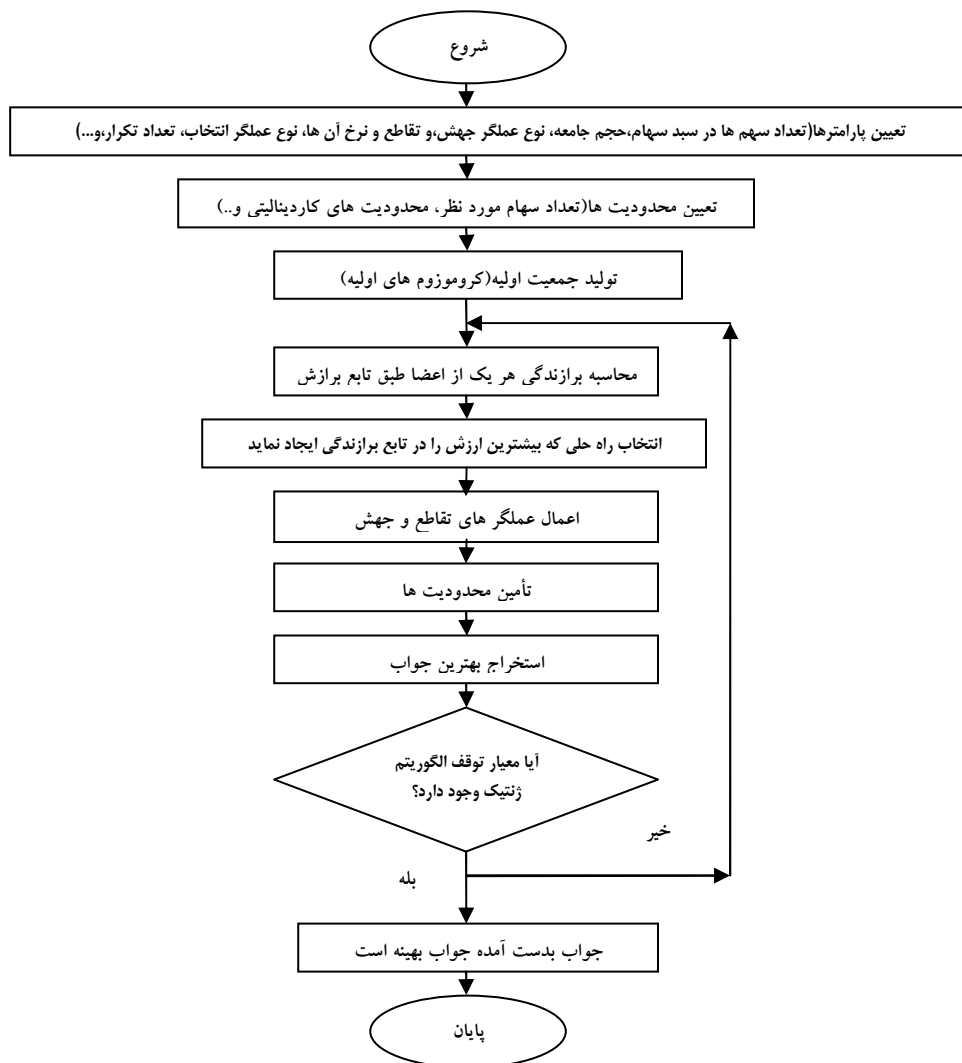 شروع
تعیین پارامترها(تعداد سهم ها در سبد سهام،حجم جامعه، نوع عملگر جهش،و تقاطع و نرخ آن ها، نوع عملگر انتخاب، تعداد تکرار،و...)
تعیین محدودیت ها(تعداد سهام مورد نظر، محدودیت های کاردینالیتی و..)
تولید جمعیت اولیه(کروموزوم های اولیه)
محاسبه برازندگی هر یک از اعضا طبق تابع برازش
انتخاب راه حلی که بیشترین ارزش را در تابع برازندگی ایجاد نماید
اعمال عملگر های تقاطع و جهش
تأمین محدودیت ها
استخراج بهترین جواب
آیا معیار توقف الگوریتم
ژنتیک وجود دارد؟
خیر
بله
جواب بدست آمده جواب بهینه است
پایان